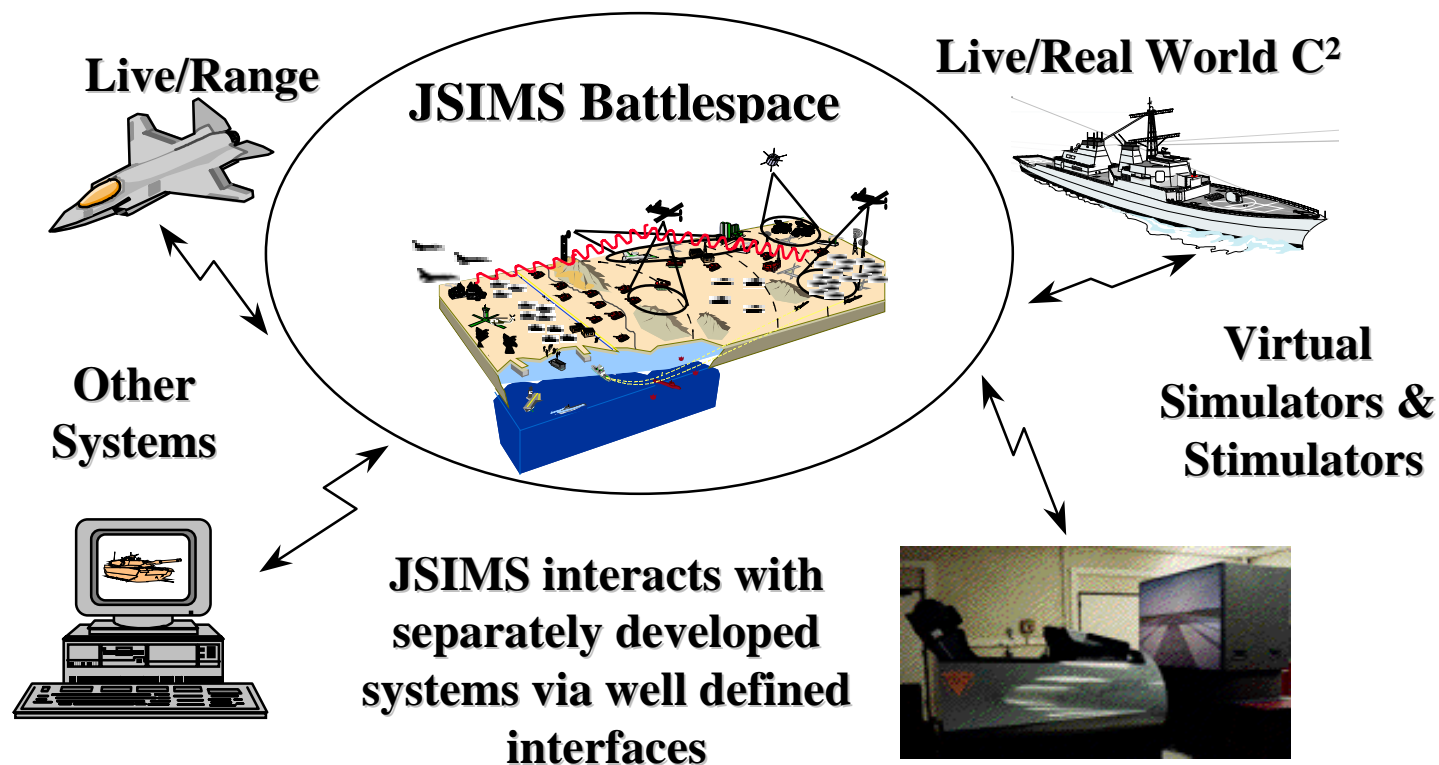 Live/Range
JSIMS Battlespace
Live/Real World C²
Other
Systems
Virtual
Simulators &
Stimulators
JSIMS interacts with
separately developed
systems via well defined
interfaces